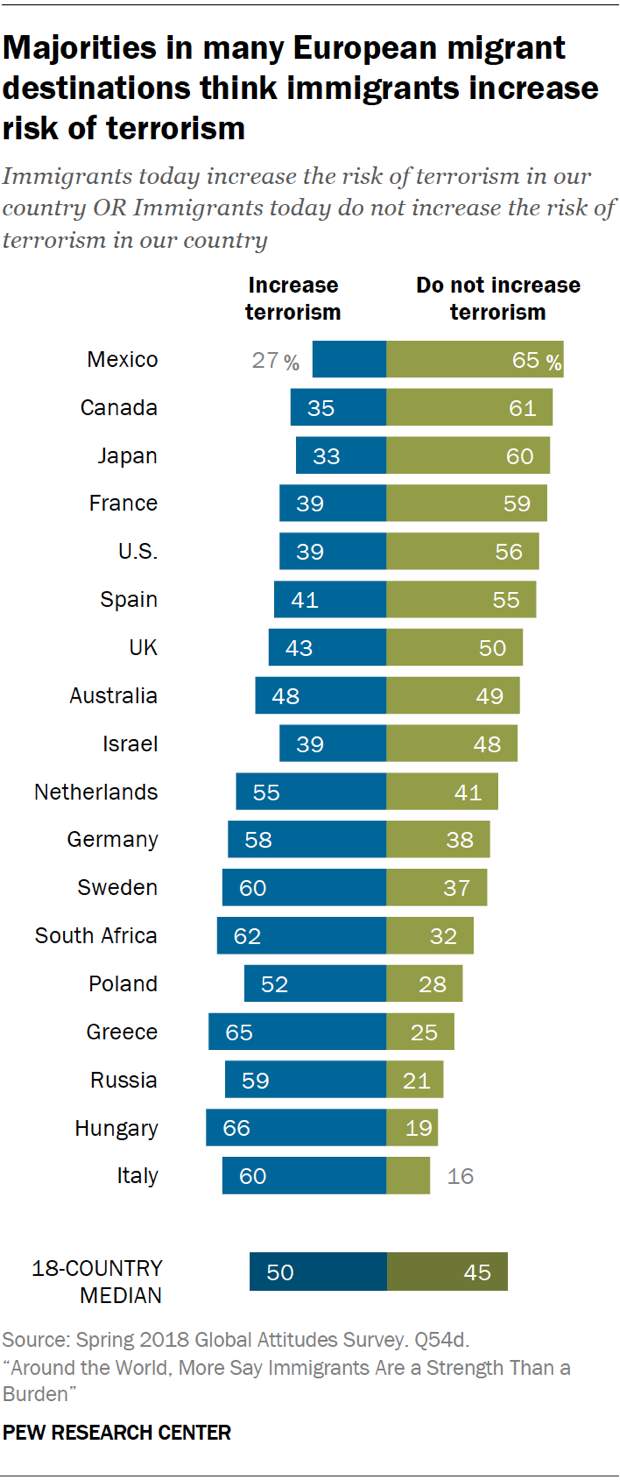 Majorities in many European migrant
destinations think immigrants increase
risk of terrorism
Immigrants today increase the risk of terrorism in our
country OR Immigrants today do not increase the risk of
terrorism in our country
Increase terrorism
Do not increase terrorism
Mexico 27 % 65 %
Canada 35 61
Japan 33 60
France 39 59
U.S. 39 56
Spain 41 55
UK 43 50
Australia 48 49
Israel 39 48
Netherlands 55 41
Germany 58 38
Sweden 60 37
South Africa 62 32
Poland 52 28
Greece 65 25
Russia 59 21
Hungary 66 19
Italy 60 16
18-COUNTRY
MEDIAN 50 45
Source: Spring 2018 Global Attitudes Survey. Q54d.
“Around the World, More Say Immigrants Are a Strength Than a
Burden”
PEW RESEARCH CENTER